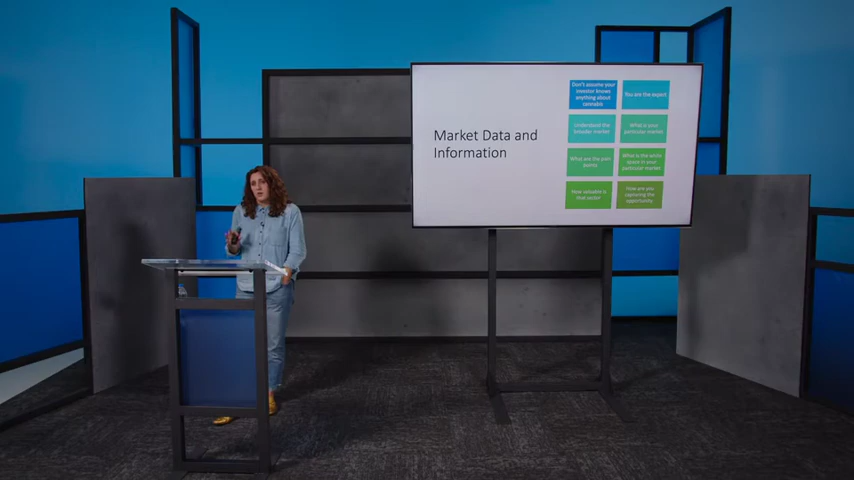 Market Data and
Information
Don't assume your
investor knows
anything about
cannabis
You are the expert
Understand the
broader market
What is your
particular market
What are the pain
points
What is the white
space in your
particular market
How valuable is
that sector
How are you
capturing the
opportunity